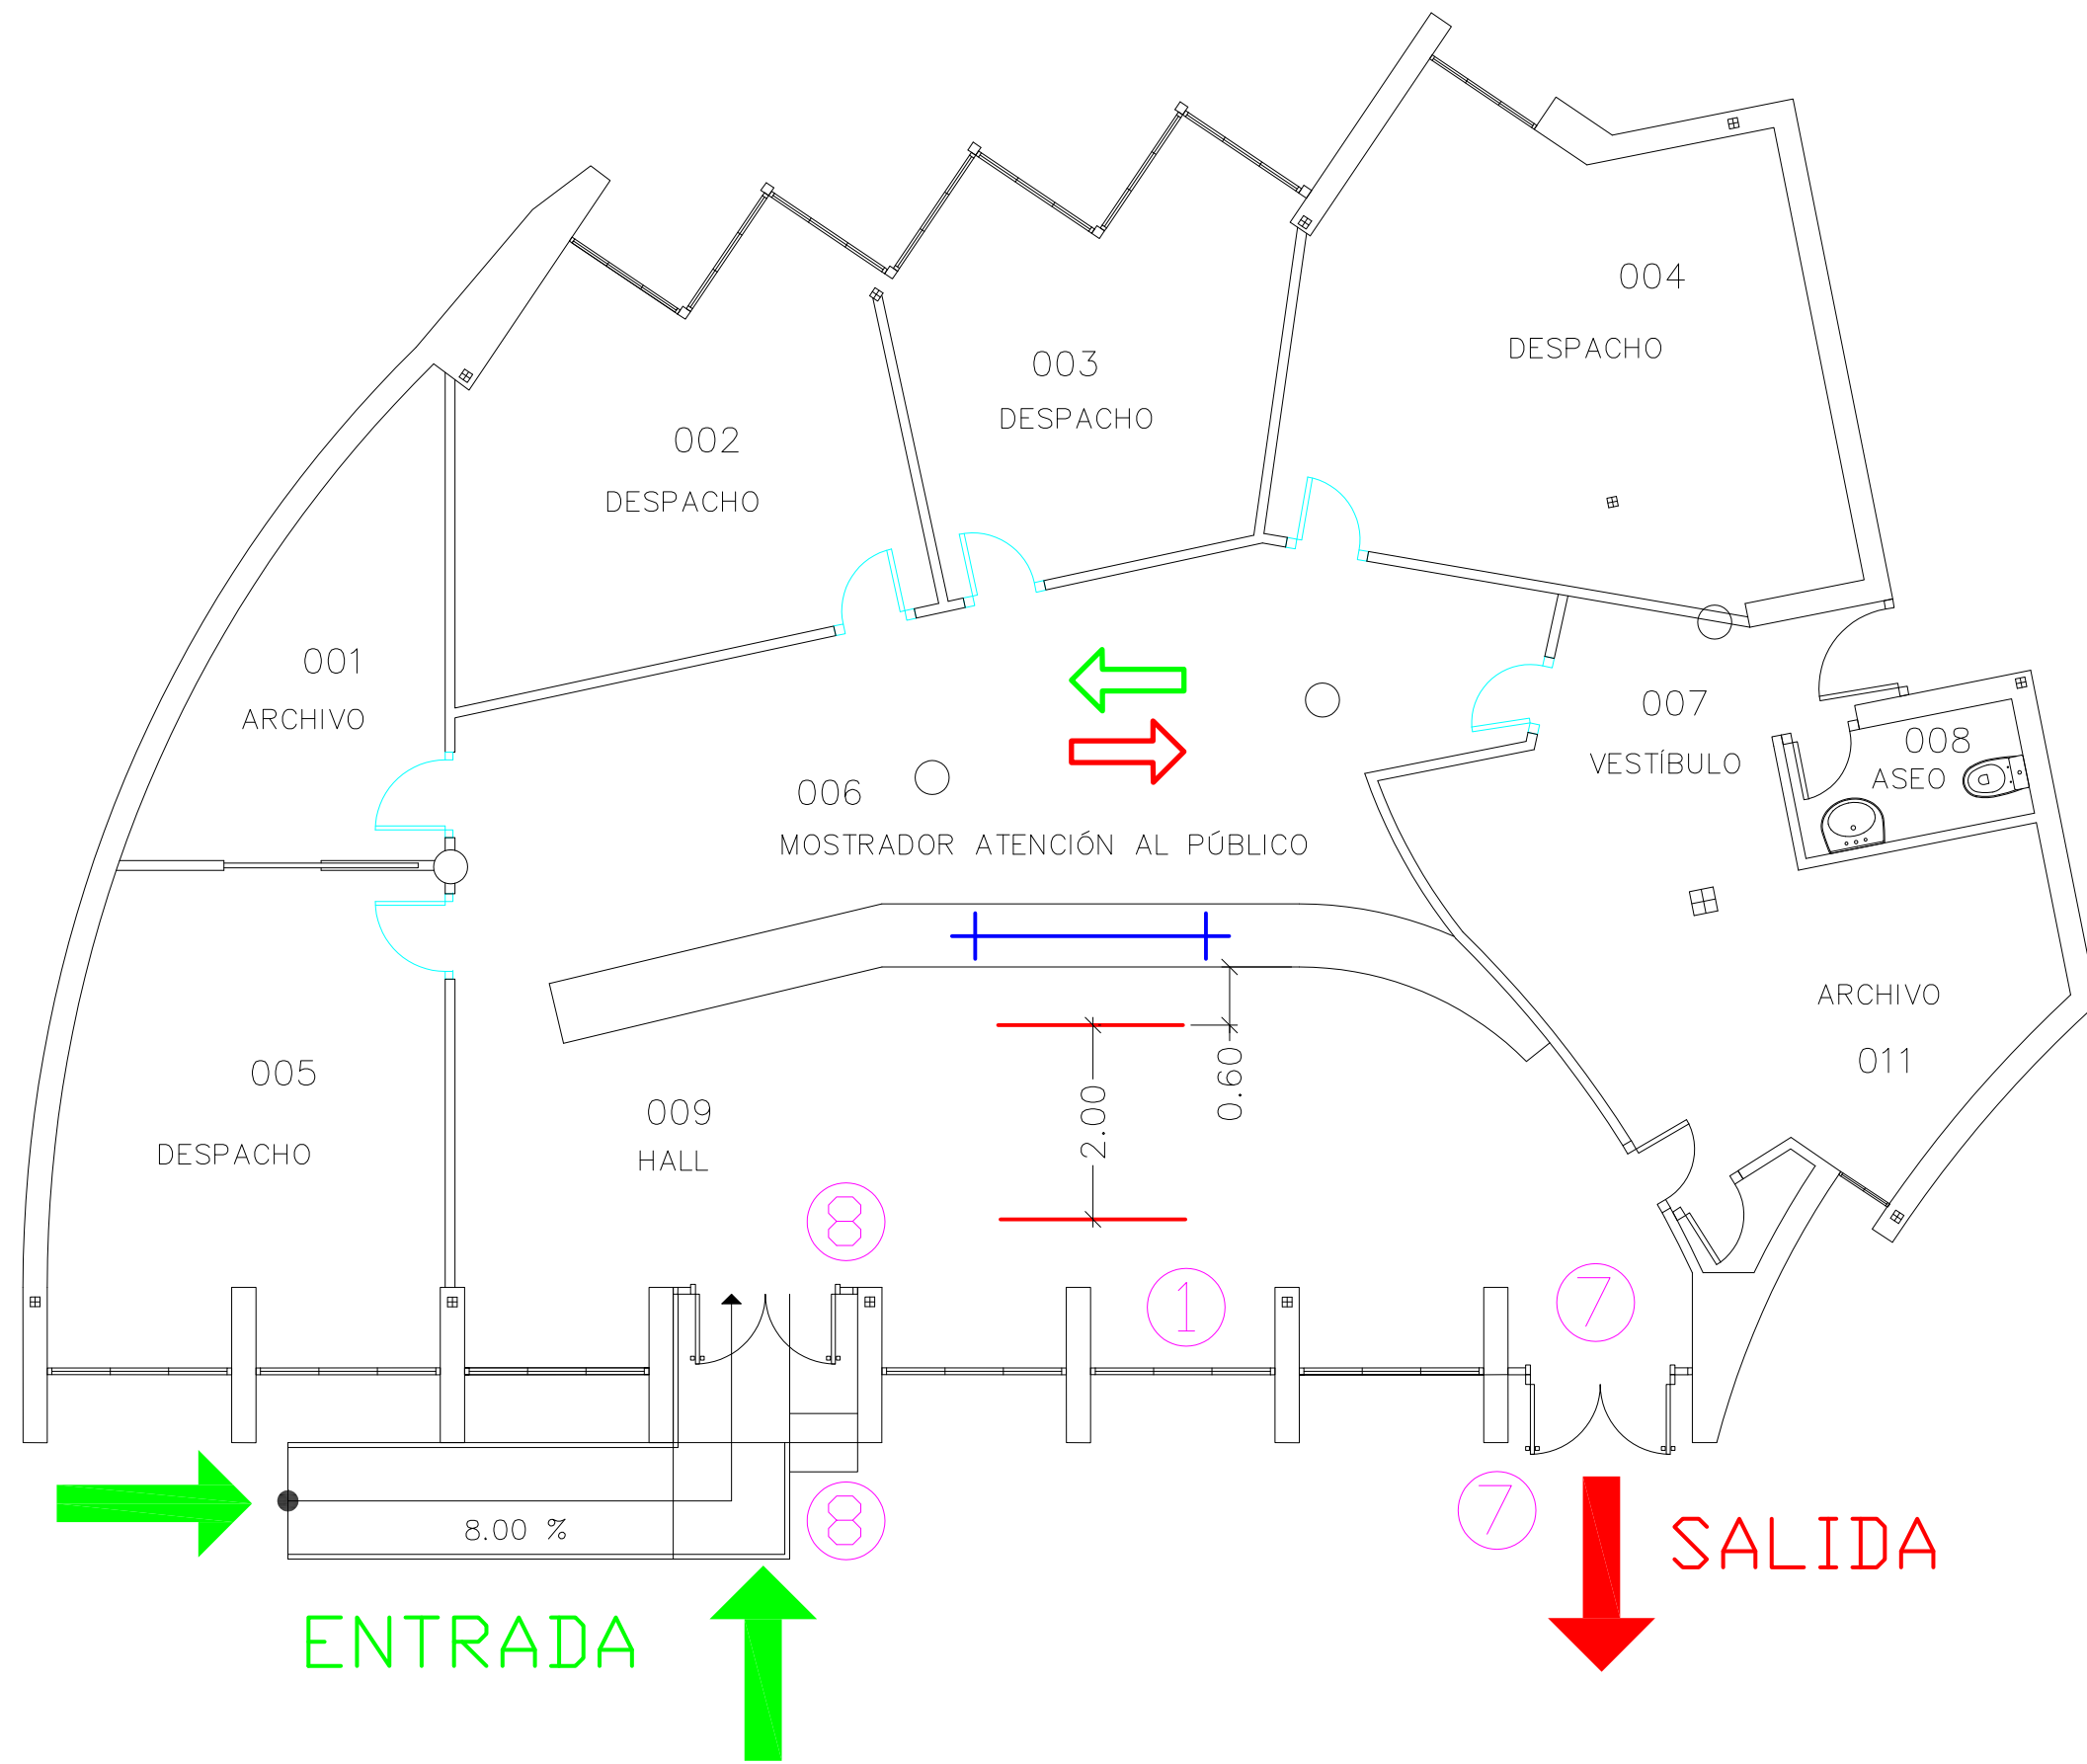 004
DESPACHO
003
DESPACHO
002
DESPACHO
001
ARCHIVO
007
VESTÍBULO
008
ASEO
006
MOSTRADOR ATENCIÓN AL PÚBLICO
ARCHIVO
011
005
DESPACHO
009
HALL
2.00
0.60
8
1
7
8
7
8.00 %
SALIDA
ENTRADA